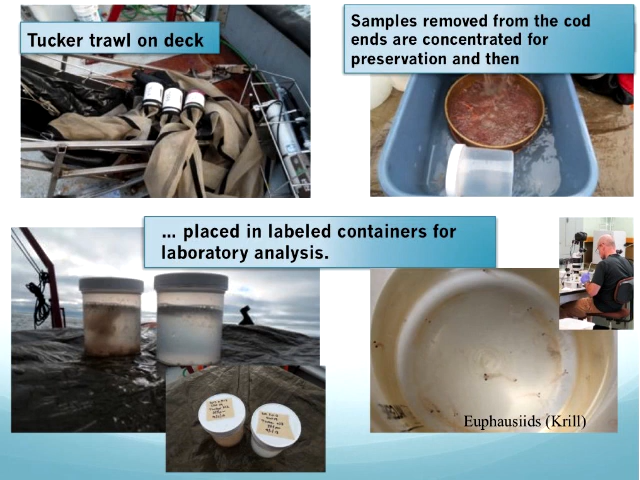 Tucker trawl on deck
Samples removed from the cod
ends are concentrated for
preservation and then
... placed in labeled containers for
laboratory analysis.
Euphausiids (Krill)